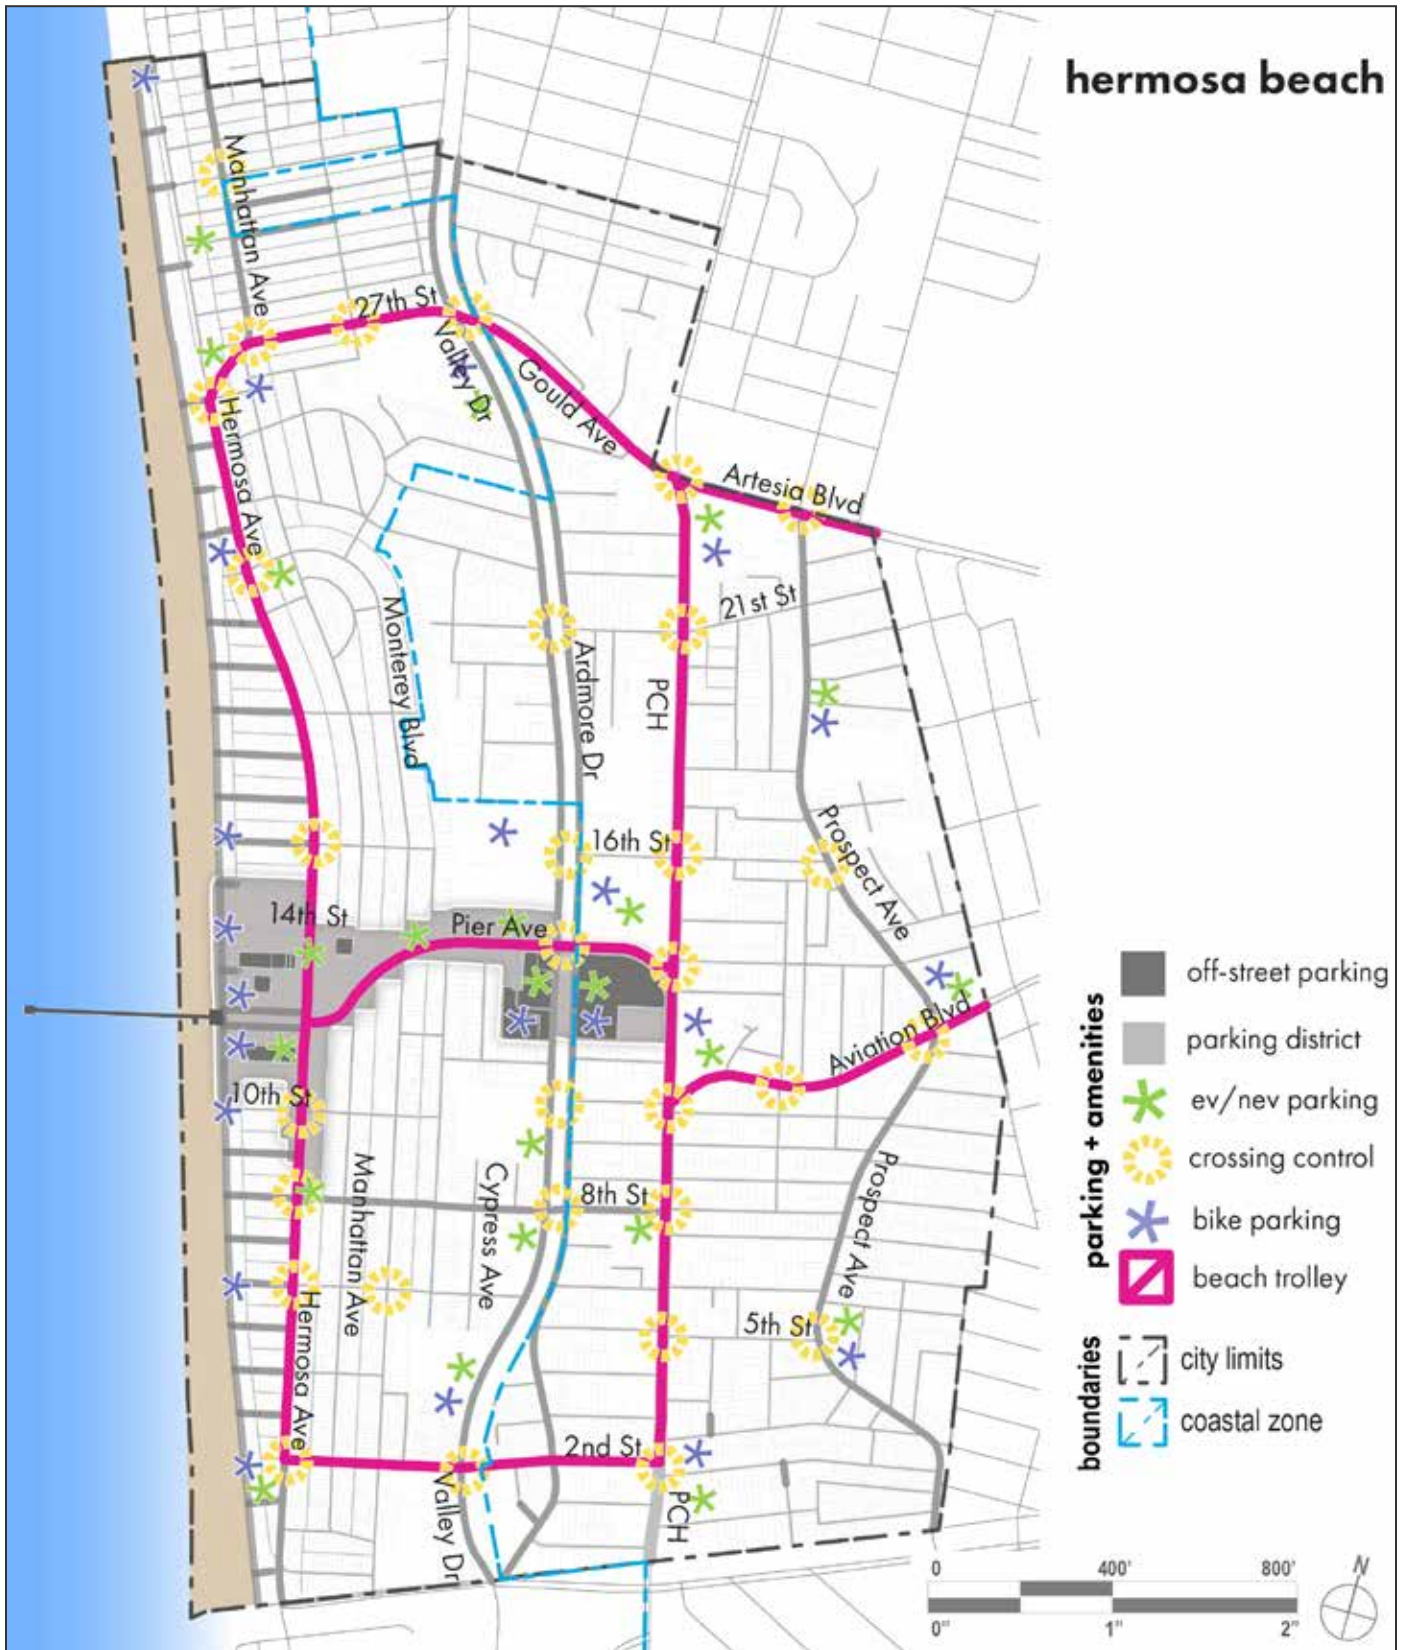 hermosa beach
Manhattan Ave
27th St
Valley Dr
Gould Ave
Hermosa Ave
Artesia Blvd
21st St
Monterey Blvd
Ardmore Dr
PCH
16th St
Prospect Ave
14th St
Pier Ave
Aviation Blvd
10th St
Manhattan Ave
Cypress Ave
8th St
Prospect Ave
5th St
Hermosa Ave
2nd St
Valley Dr
PCH
parking + amenities
off-street parking
parking district
ev/nev parking
crossing control
bike parking
beach trolley
boundaries
city limits
coastal zone
0 400' 800'
0" 1" 2"
N